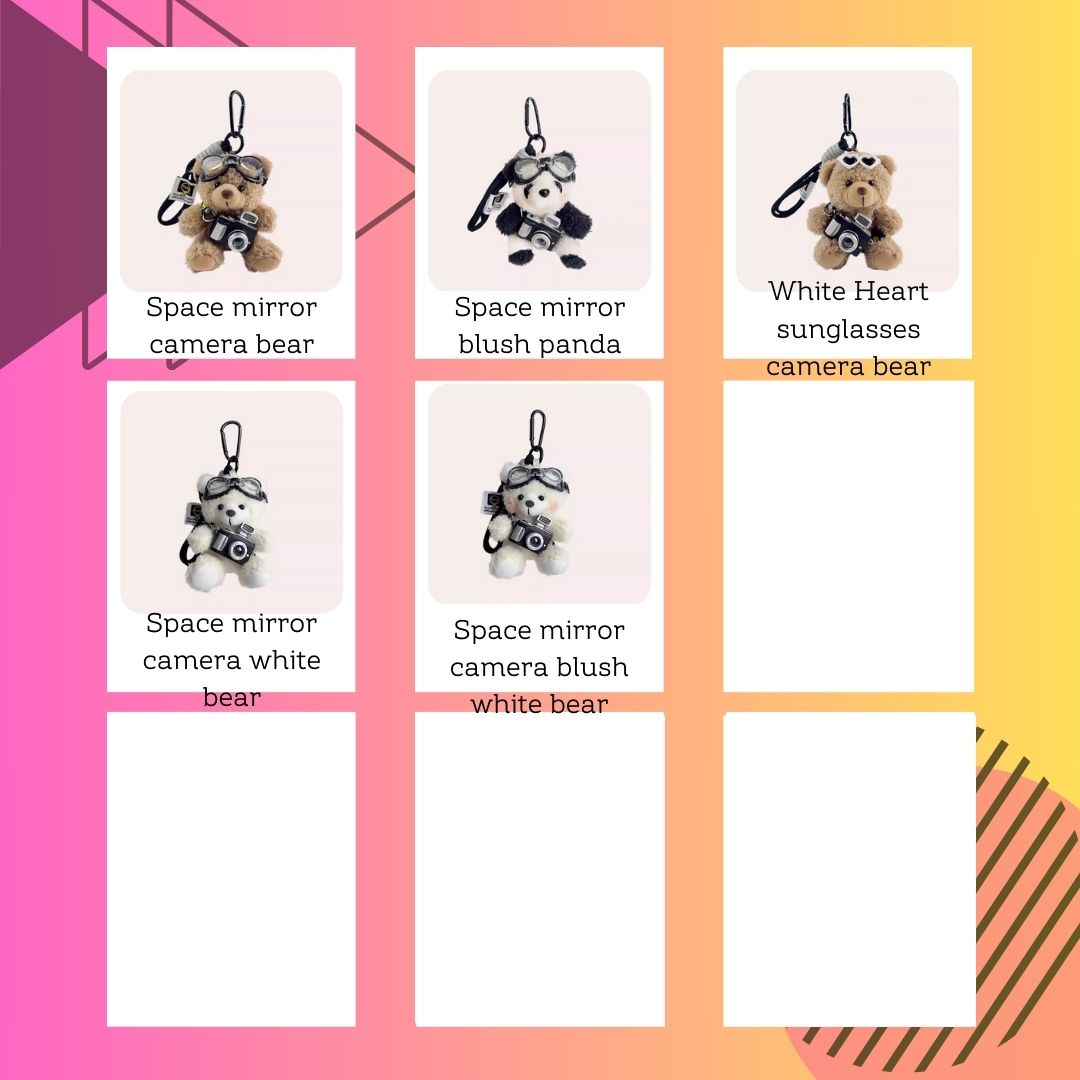 Space mirror
camera bear
Space mirror
blush panda
White Heart
sunglasses
camera bear
Space mirror
camera white
bear
Space mirror
camera blush
white bear